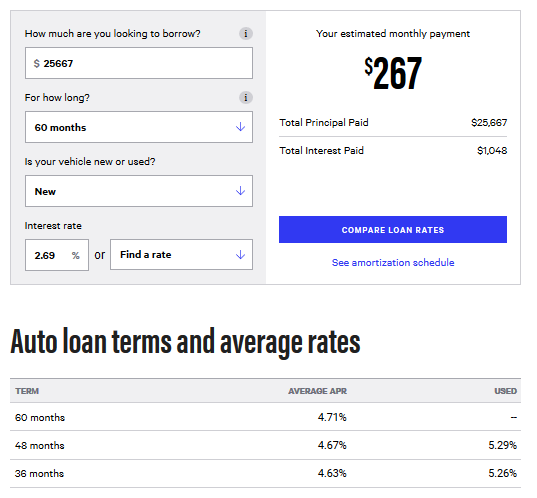 How much are you looking to borrow? i
$ 25667
For how long? i
60 months
Is your vehicle new or used?
New
Interest rate
2.69 % or Find a rate
Your estimated monthly payment
$267
Total Principal Paid $25,667
Total Interest Paid $1,048
COMPARE LOAN RATES
See amortization schedule
Auto loan terms and average rates
TERM AVERAGE APR USED
60 months 4.71% --
48 months 4.67% 5.29%
36 months 4.63% 5.26%